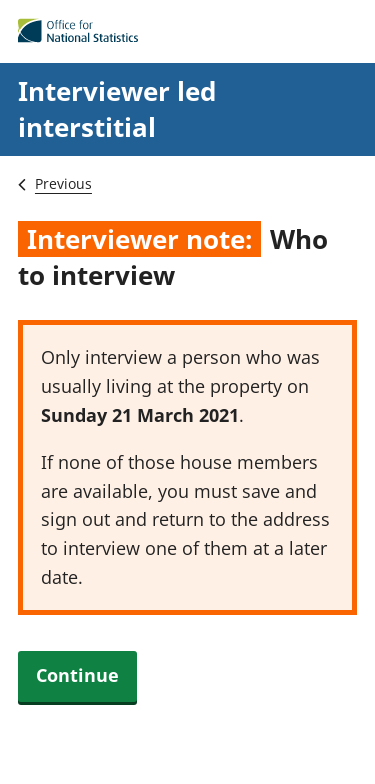 Office for
National Statistics
Interviewer led
interstitial
Previous
Interviewer note: Who
to interview
Only interview a person who was
usually living at the property on
Sunday 21 March 2021.
If none of those house members
are available, you must save and
sign out and return to the address
to interview one of them at a later
date.
Continue